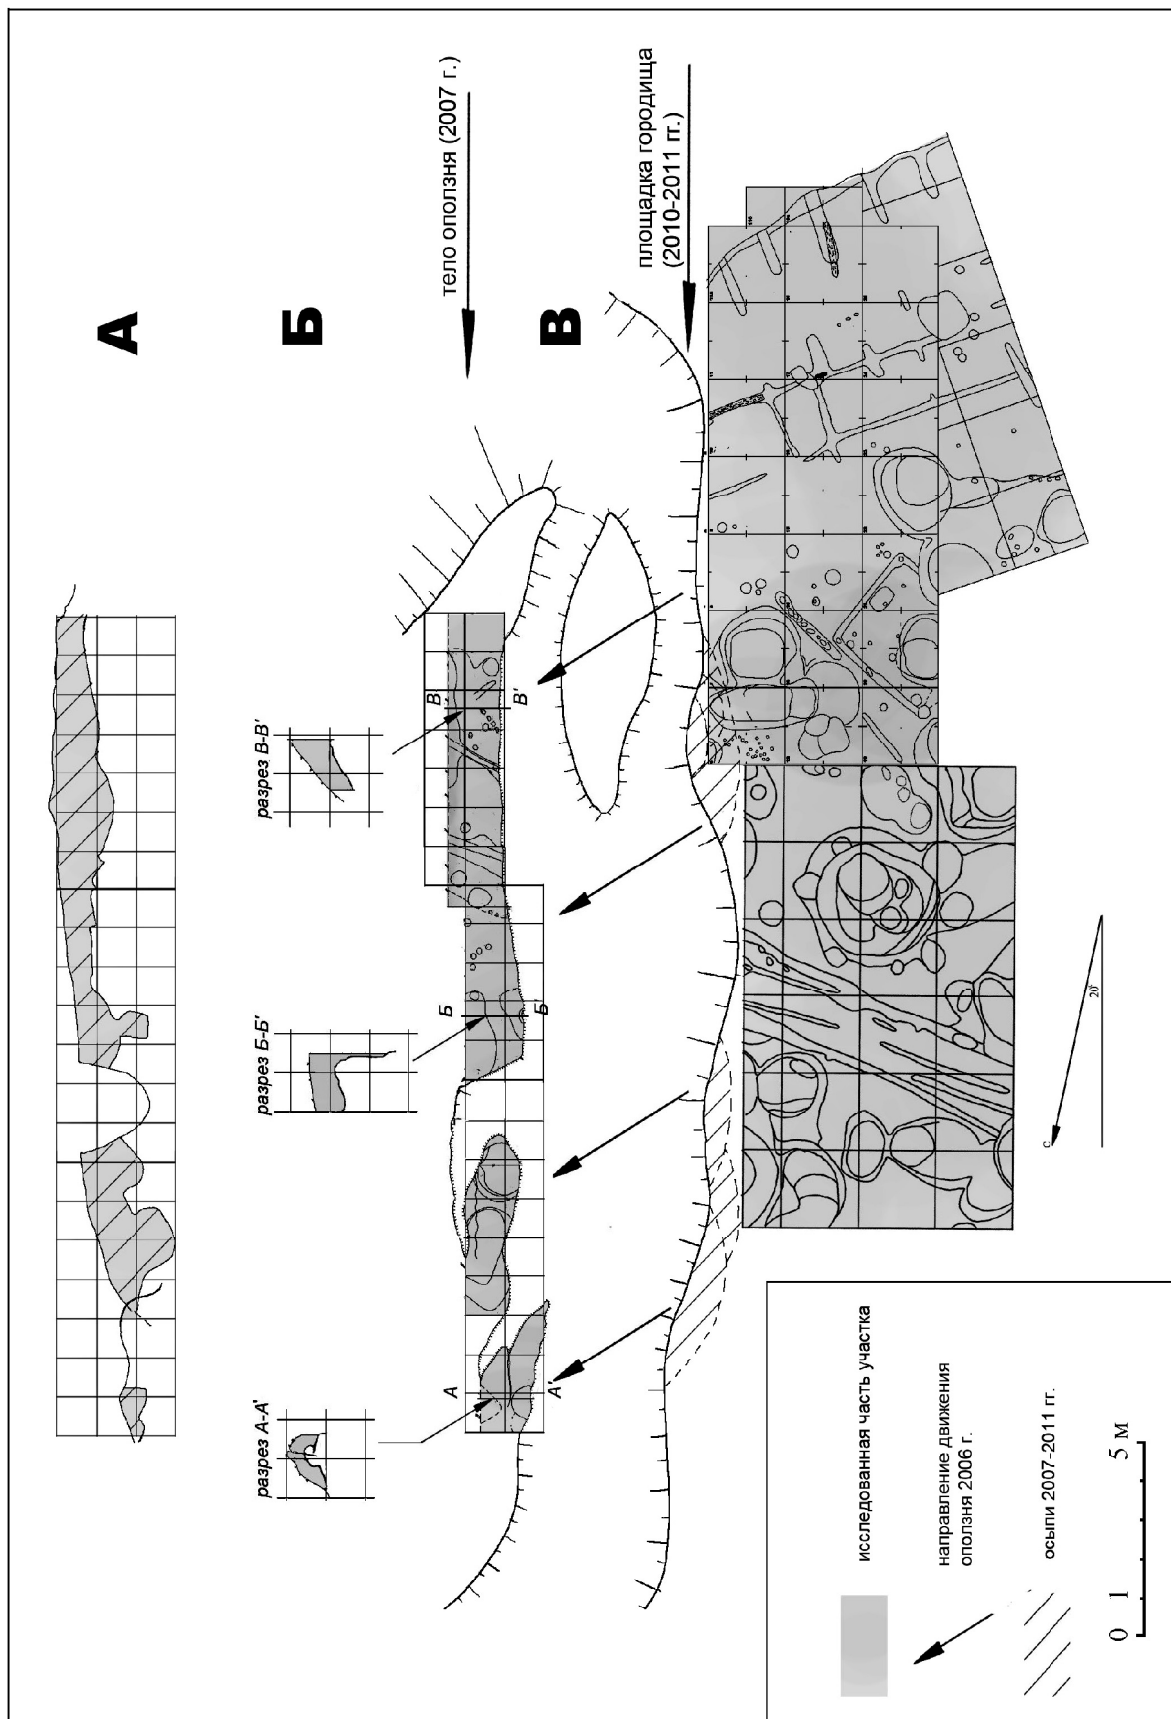 А
Б
В
тело оползня (2007 г.)
площадка городища
(2010-2011 гг.)
разрез А-А'
разрез Б-Б'
разрез В-В'
А
А'
Б
Б'
В
В'
С
20°
исследованная часть участка
направление движения
оползня 2006 г.
осыпи 2007-2011 гг.
0 1 5 М